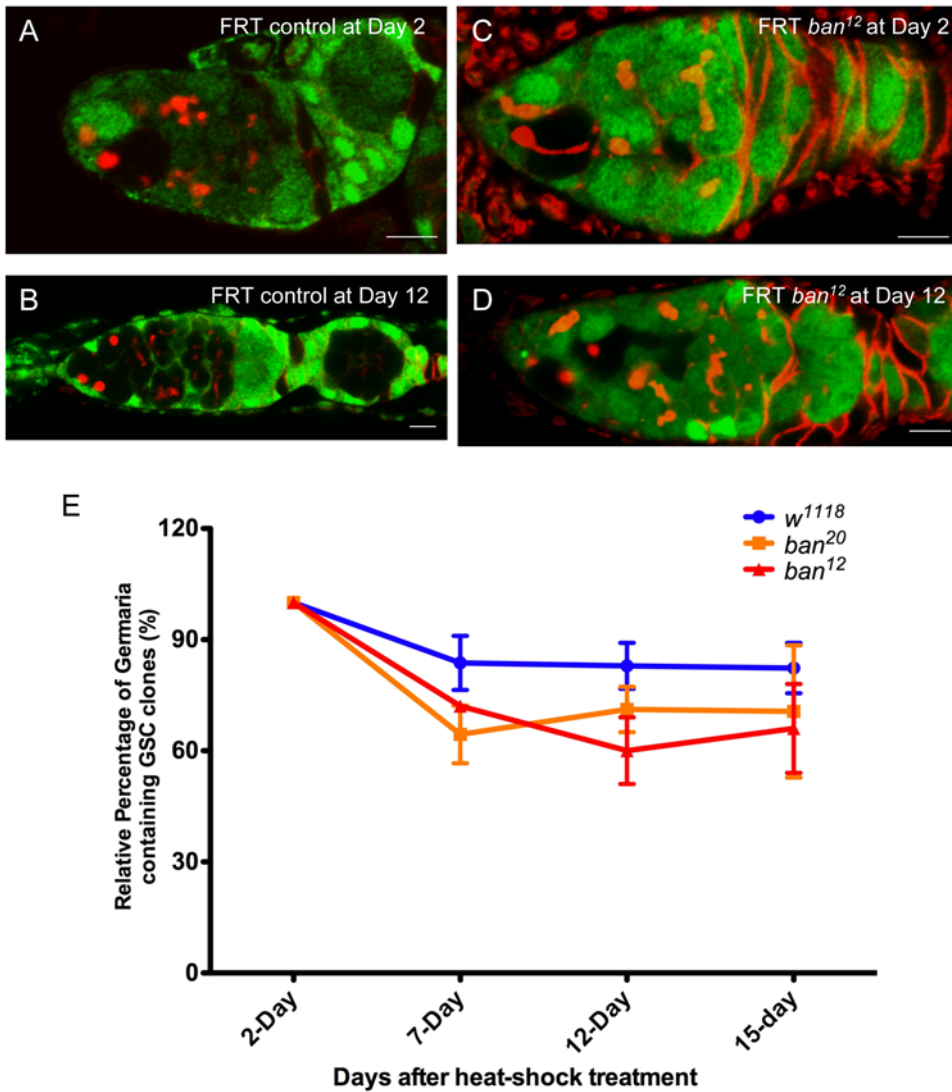 A
FRT control at Day 2
C
FRT ban¹² at Day 2
B
FRT control at Day 12
D
FRT ban¹² at Day 12
E
w¹¹¹⁸
ban²⁰
ban¹²
Relative Percentage of Germaria
containing GSC clones (%)
120
90
60
30
0
2-Day
7-Day
12-Day
15-day
Days after heat-shock treatment